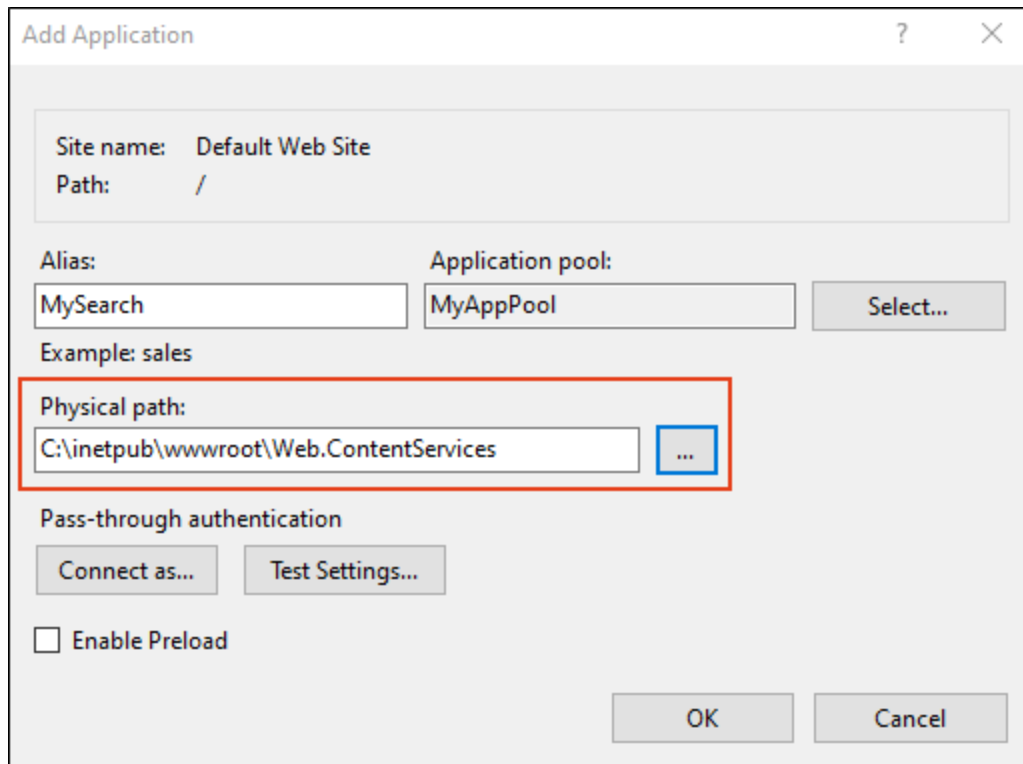 Add Application ?
Site name: Default Web Site
Path: /
Alias: Application pool:
MySearch MyAppPool Select...
Example: sales
Physical path:
C:\inetpub\wwwroot\Web.ContentServices ...
Pass-through authentication
Connect as... Test Settings...
Enable Preload
OK Cancel